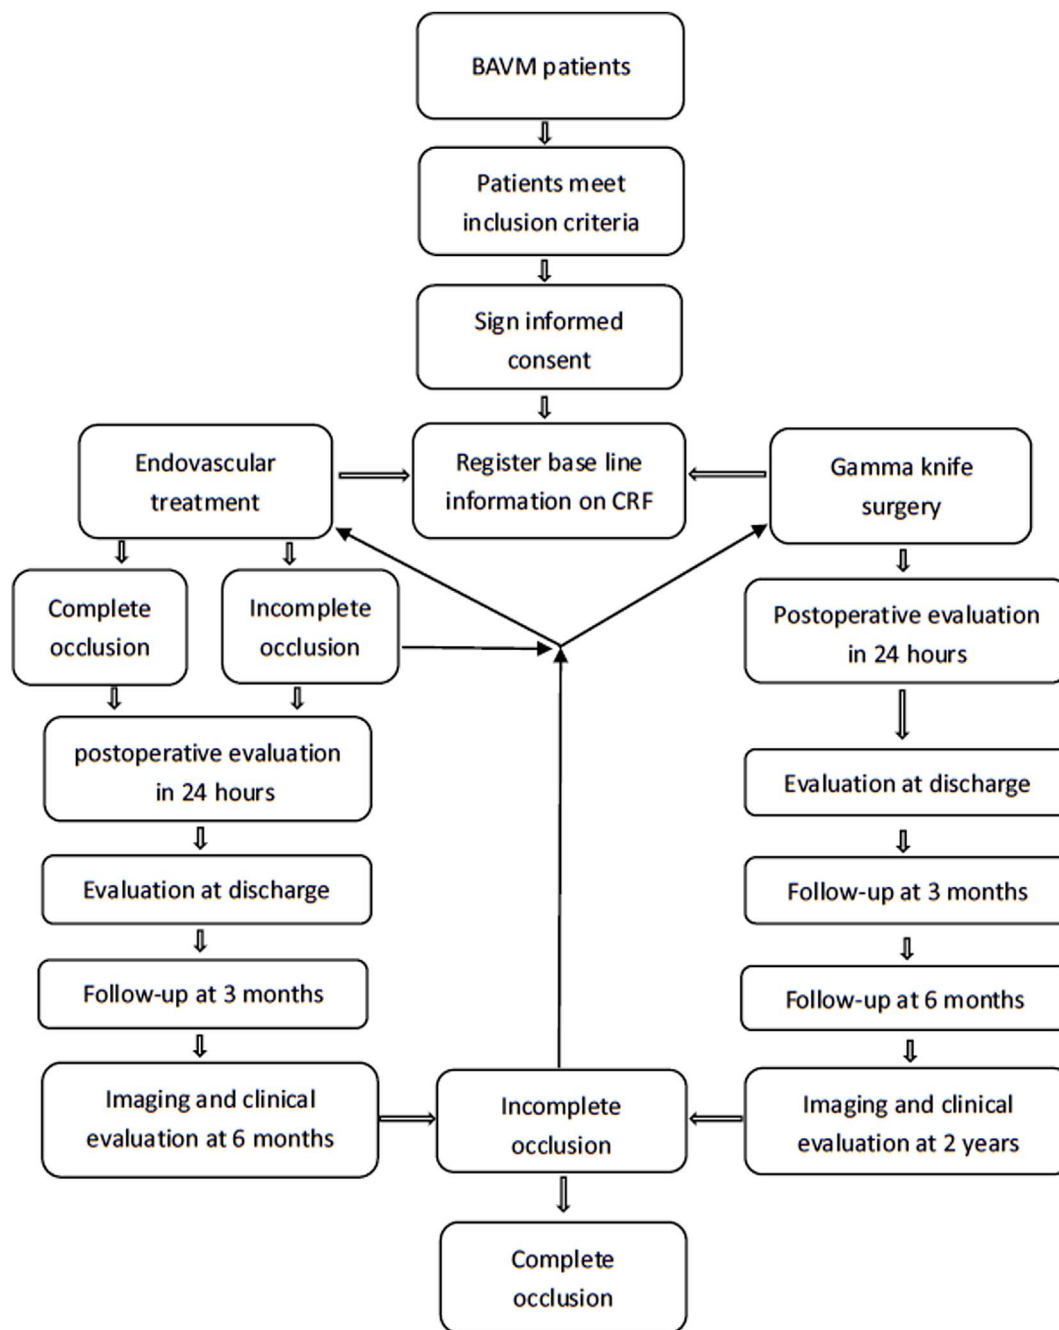 BAVM patients
Patients meet
inclusion criteria
Sign informed
consent
Endovascular
treatment
Register base line
information on CRF
Gamma knife
surgery
Complete
occlusion
Incomplete
occlusion
Postoperative evaluation
in 24 hours
postoperative evaluation
in 24 hours
Evaluation at discharge
Evaluation at discharge
Follow-up at 3 months
Follow-up at 3 months
Follow-up at 6 months
Imaging and clinical
evaluation at 6 months
Incomplete
occlusion
Imaging and clinical
evaluation at 2 years
Complete
occlusion